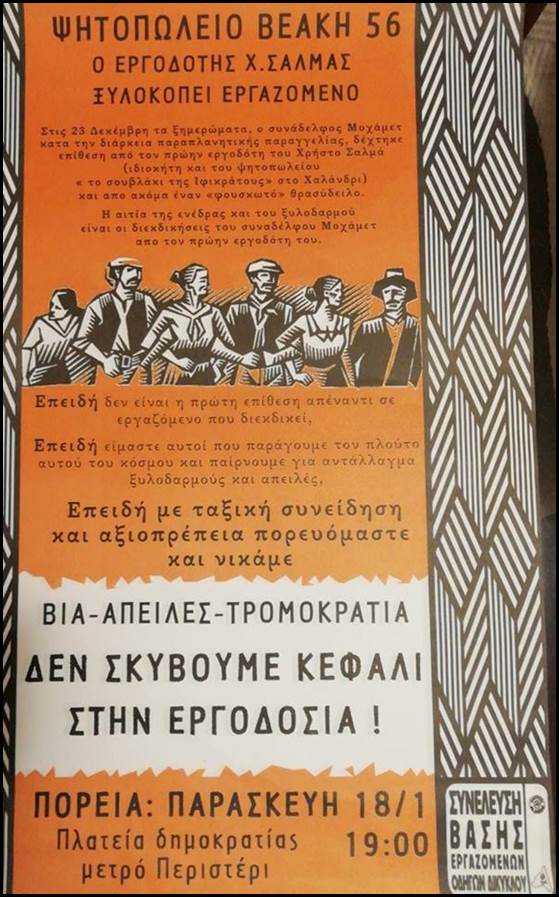 ΨΗΤΟΠΩΛΕΙΟ ΒΕΑΚΗ 56
Ο ΕΡΓΟΔΟΤΗΣ Χ.ΣΑΛΜΑΣ
ΞΥΛΟΚΟΠΕΙ ΕΡΓΑΖΟΜΕΝΟ
Στις 23 Δεκέμβρη τα ξημερώματα, ο συνάδελφος Μοχάμετ
κατα την διάρκεια παραπλανητικής παραγγελίας, δέχτηκε
επίθεση από τον πρώην εργοδότη του Χρήστο Σαλμά
(ιδιοκήτη και του ψητοπωλείου
« το σουβλάκι της Ιφικράτους» στο Χαλάνδρι)
και απο ακόμα έναν «φουσκωτό» θρασύδειλο.
Η αιτία της ενέδρας και του ξυλοδαρμού
είναι οι διεκδικήσεις του συναδέλφου Μοχάμετ
απο τον πρώην εργοδότη του.
Επειδή δεν είναι η πρώτη επίθεση απέναντι σε
εργαζόμενο που διεκδικεί,
Επειδή είμαστε αυτοί που παράγουμε τον πλούτο
αυτού του κόσμου και παίρνουμε για αντάλλαγμα
ξυλοδαρμούς και απειλές,
Επειδή με ταξική συνείδηση
και αξιοπρέπεια πορευόμαστε
και νικάμε
ΒΙΑ-ΑΠΕΙΛΕΣ-ΤΡΟΜΟΚΡΑΤΙΑ
ΔΕΝ ΣΚΥΒΟΥΜΕ ΚΕΦΑΛΙ
ΣΤΗΝ ΕΡΓΟΔΟΣΙΑ !
ΠΟΡΕΙΑ: ΠΑΡΑΣΚΕΥΗ 18/1
Πλατεία δημοκρατίας 19:00
μετρό Περιστέρι
ΣΥΝΕΛΕΥΣΗ
ΒΑΣΗΣ
ΕΡΓΑΖΟΜΕΝΩΝ
ΟΔΗΓΩΝ ΔΙΚΥΚΛΟΥ